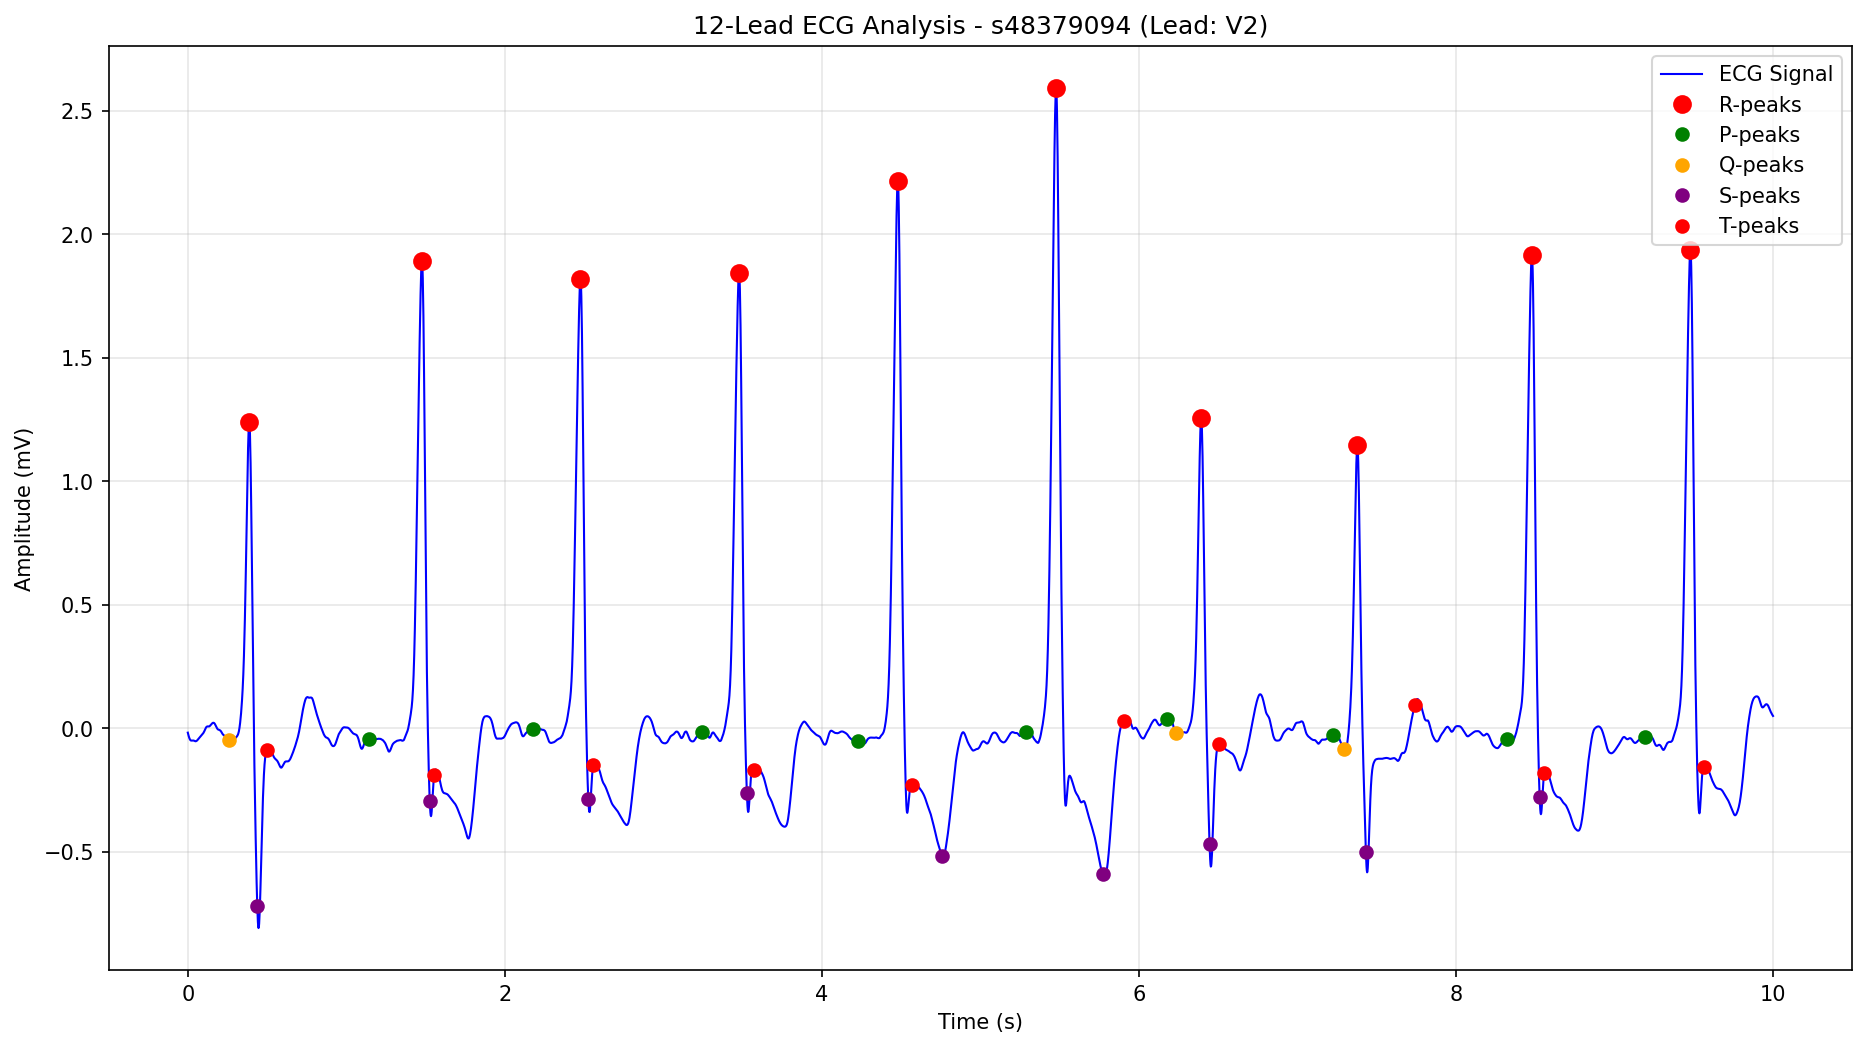 12-Lead ECG Analysis - s48379094 (Lead: V2)
ECG Signal
R-peaks
P-peaks
Q-peaks
S-peaks
T-peaks
Amplitude (mV)
2.5
2.0
1.5
1.0
0.5
0.0
−0.5
0 2 4 6 8 10
Time (s)